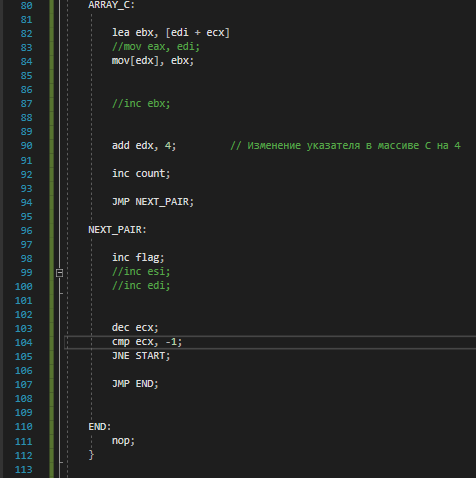 80 ARRAY_C:
81
82 lea ebx, [edi + ecx]
83 //mov eax, edi;
84 mov[edx], ebx;
85
86
87 //inc ebx;
88
89
90 add edx, 4; // Изменение указателя в массиве C на 4
91
92 inc count;
93
94 JMP NEXT_PAIR;
95
96 NEXT_PAIR:
97
98 inc flag;
99 //inc esi;
100 //inc edi;
101
102
103 dec ecx;
104 cmp ecx, -1;
105 JNE START;
106
107 JMP END;
108
109
110 END:
111 nop;
112 }
113